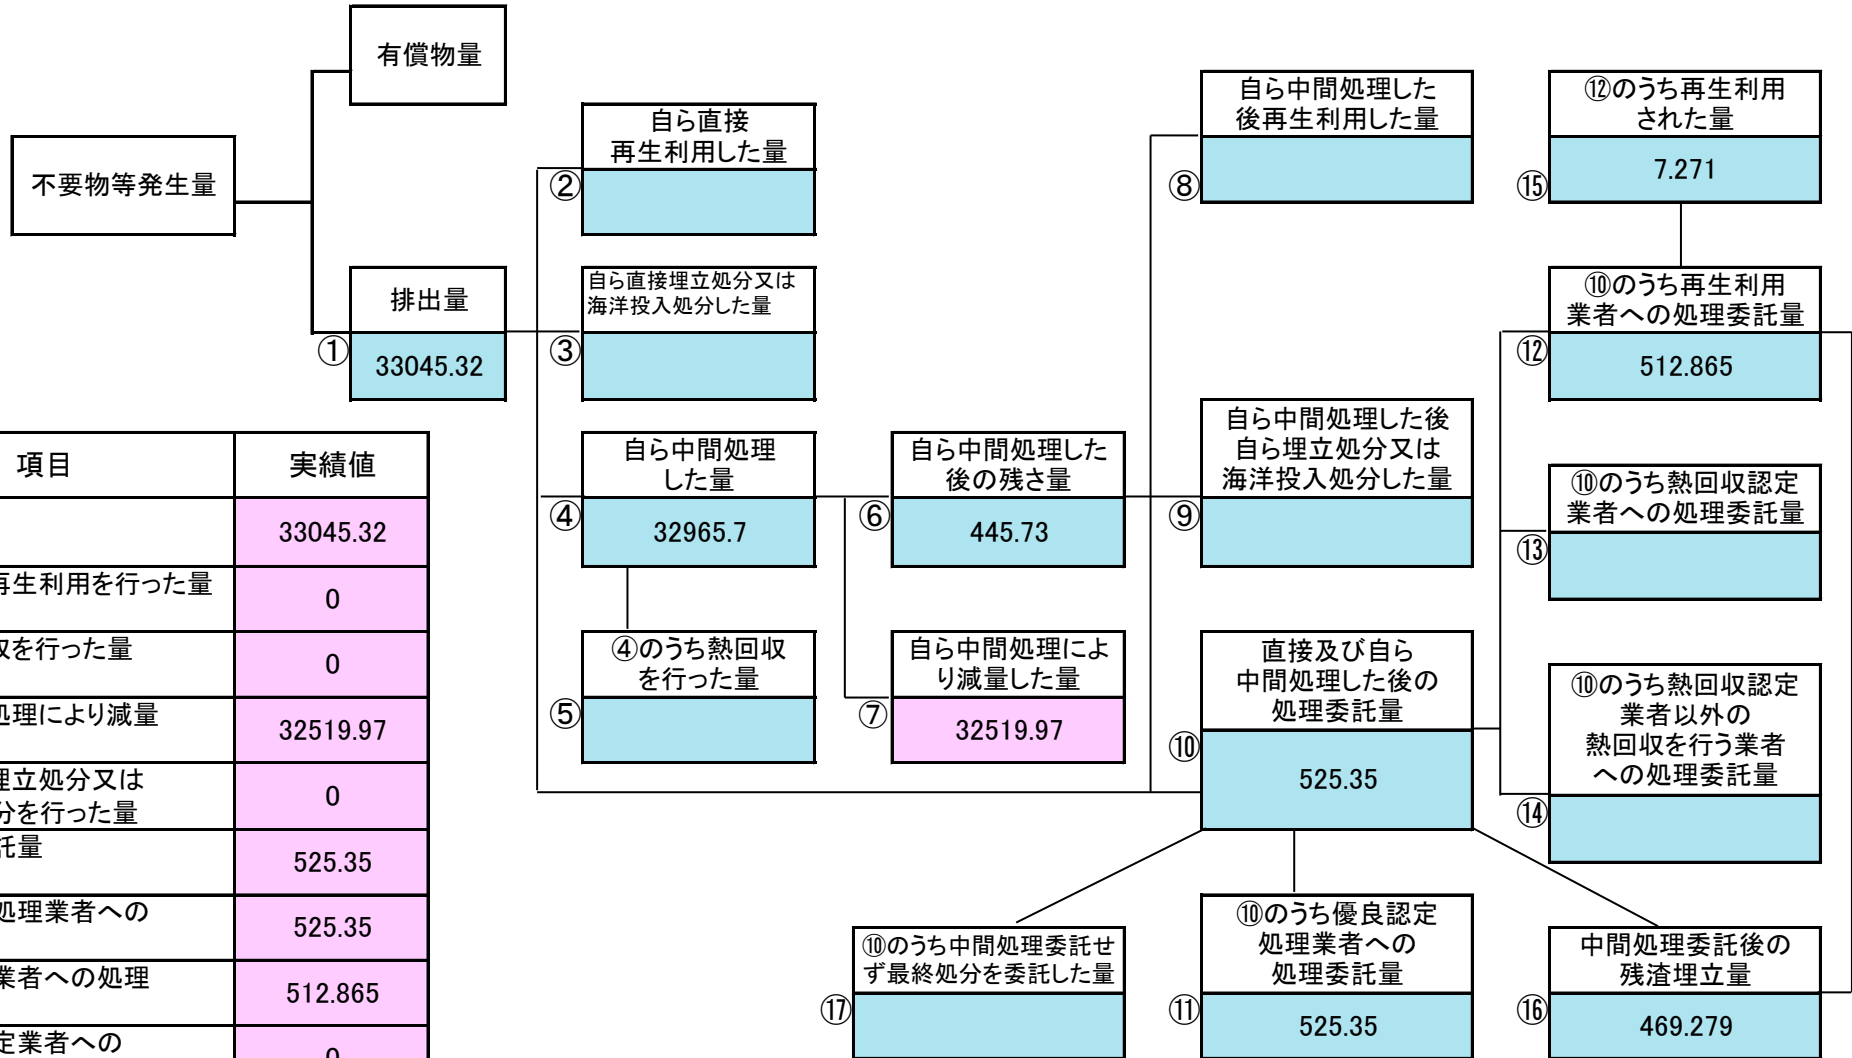 有償物量
不要物等発生量
排出量
①
33045.32
自ら直接
再生利用した量
②
自ら直接埋立処分又は
海洋投入処分した量
③
自ら中間処理
した量
④
32965.7
④のうち熱回収
を行った量
⑤
自ら中間処理した
後の残さ量
⑥
445.73
自ら中間処理によ
り減量した量
⑦
32519.97
自ら中間処理した
後再生利用した量
⑧
自ら中間処理した後
自ら埋立処分又は
海洋投入処分した量
⑨
直接及び自ら
中間処理した後の
処理委託量
⑩
525.35
⑫のうち再生利用
された量
⑮
7.271
⑩のうち再生利用
業者への処理委託量
⑫
512.865
⑩のうち熱回収認定
業者への処理委託量
⑬
⑩のうち熱回収認定
業者以外の
熱回収を行う業者
への処理委託量
⑭
⑩のうち中間処理委託せ
ず最終処分を委託した量
⑰
⑩のうち優良認定
処理業者への
処理委託量
⑪
525.35
中間処理委託後の
残渣埋立量
⑯
469.279
項目 実績値
33045.32
再生利用を行った量 0
を行った量 0
処理により減量 32519.97
埋立処分又は
分を行った量 0
託量 525.35
処理業者への 525.35
業者への処理 512.865
定業者への 0